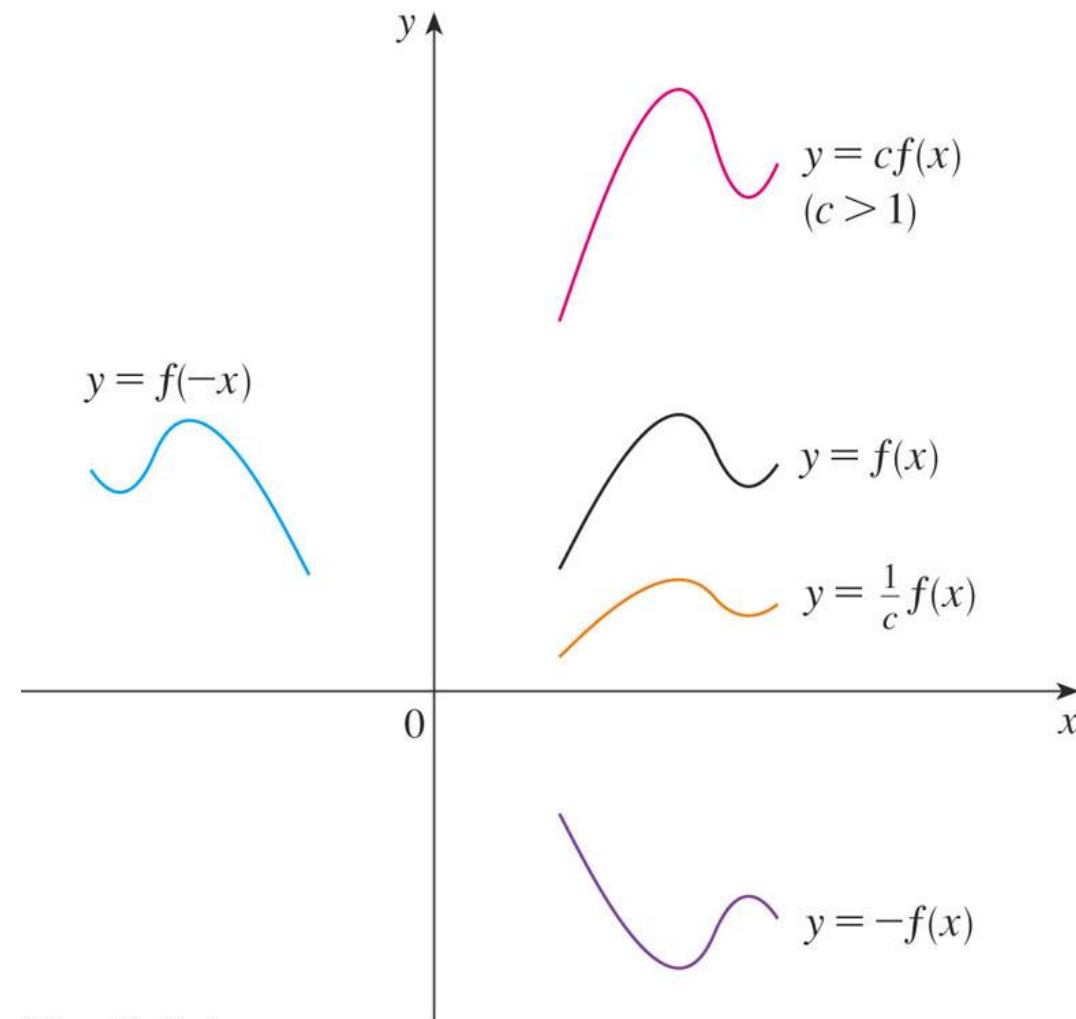 y
y = cf(x)
(c > 1)
y = f(−x)
y = f(x)
y = 1/c f(x)
0
x
y = −f(x)